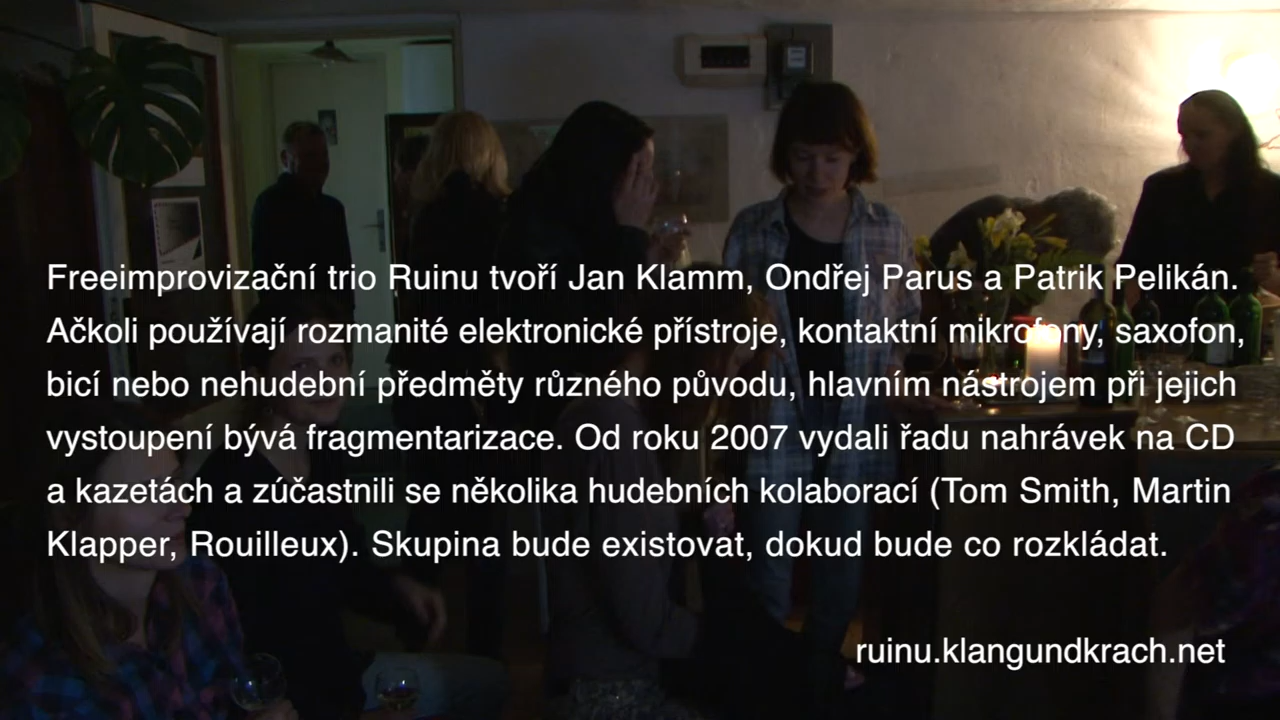 Freeimprovizační trio Ruinu tvoří Jan Klamm, Ondřej Parus a Patrik Pelikán.
Ačkoli používají rozmanité elektronické přístroje, kontaktní mikrofony, saxofon,
bicí nebo nehudební předměty různého původu, hlavním nástrojem při jejich
vystoupení bývá fragmentarizace. Od roku 2007 vydali řadu nahrávek na CD
a kazetách a zúčastnili se několika hudebních kolaborací (Tom Smith, Martin
Klapper, Rouilleux). Skupina bude existovat, dokud bude co rozkládat.
ruinu.klangundkrach.net